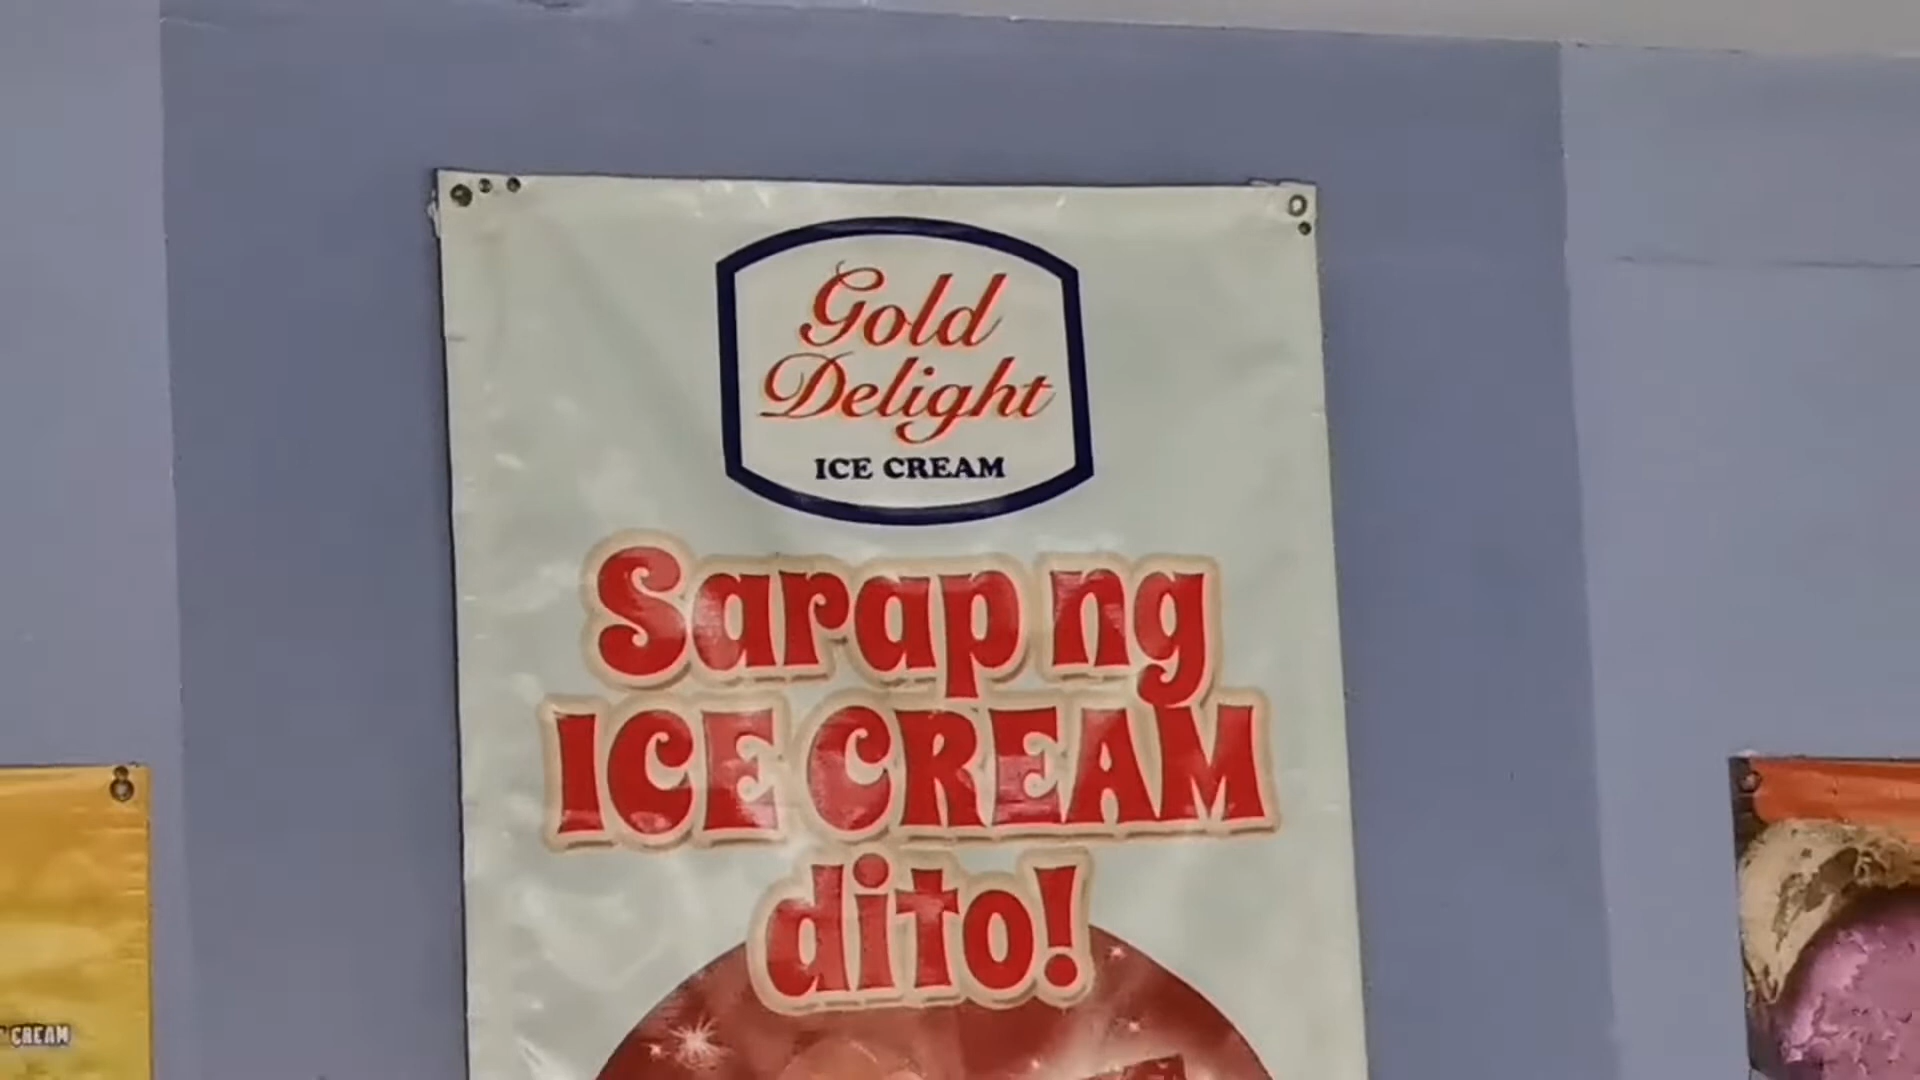 Gold
Delight
ICE CREAM
Sarap ng
ICE CREAM
dito!
CREAM